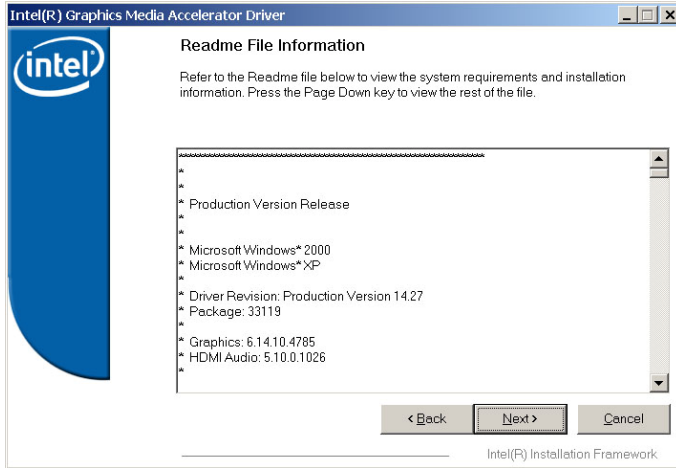 Intel(R) Graphics Media Accelerator Driver
intel
Readme File Information
Refer to the Readme file below to view the system requirements and installation
information. Press the Page Down key to view the rest of the file.
*******************************************************************************
*
*
* Production Version Release
*
*
* Microsoft Windows* 2000
* Microsoft Windows* XP
*
* Driver Revision: Production Version 14.27
* Package: 33119
*
* Graphics: 6.14.10.4785
* HDMI Audio: 5.10.0.1026
*
< Back
Next >
Cancel
Intel(R) Installation Framework